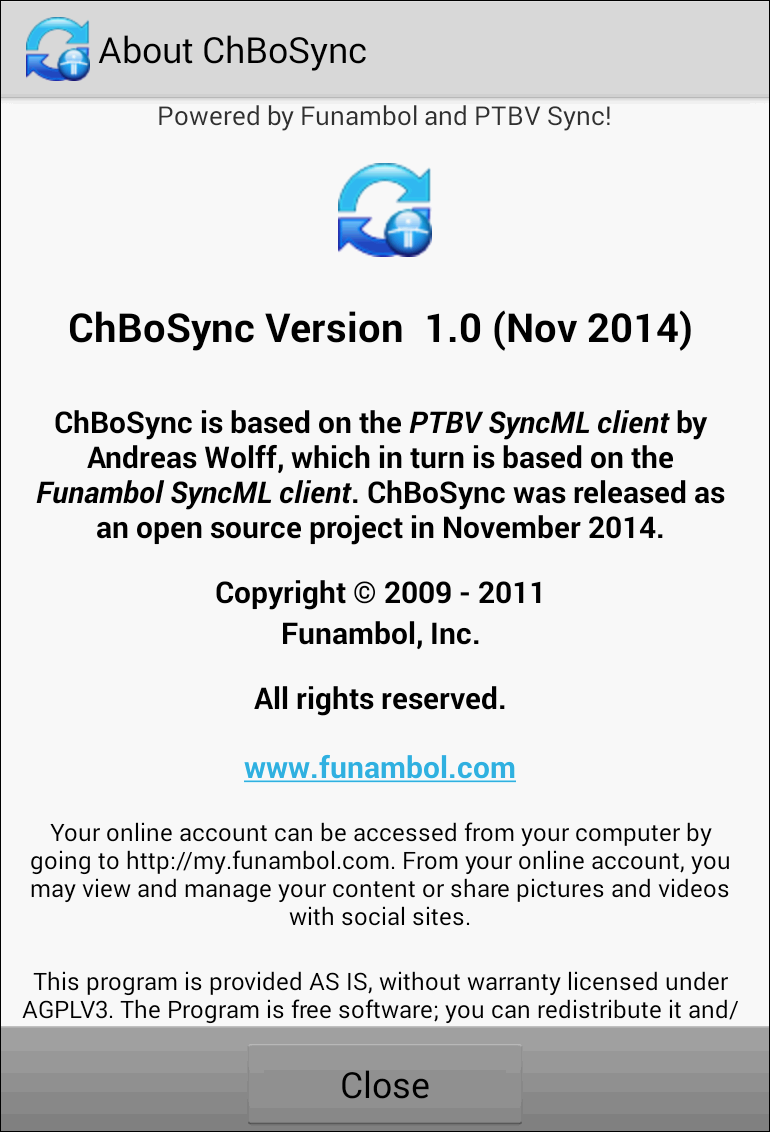 About ChBoSync
Powered by Funambol and PTBV Sync!
ChBoSync Version  1.0 (Nov 2014)
ChBoSync is based on the PTBV SyncML client by
Andreas Wolff, which in turn is based on the
Funambol SyncML client. ChBoSync was released as
an open source project in November 2014.
Copyright © 2009 - 2011
Funambol, Inc.
All rights reserved.
www.funambol.com
Your online account can be accessed from your computer by
going to http://my.funambol.com. From your online account, you
may view and manage your content or share pictures and videos
with social sites.
This program is provided AS IS, without warranty licensed under
AGPLV3. The Program is free software; you can redistribute it and/
Close